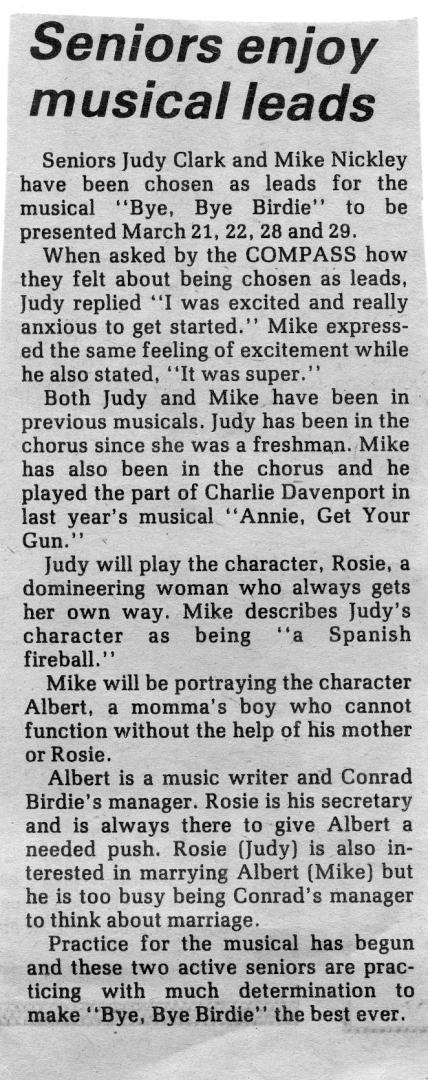 Seniors enjoy
musical leads
Seniors Judy Clark and Mike Nickley
have been chosen as leads for the
musical "Bye, Bye Birdie" to be
presented March 21, 22, 28 and 29.
When asked by the COMPASS how
they felt about being chosen as leads,
Judy replied "I was excited and really
anxious to get started." Mike express-
ed the same feeling of excitement while
he also stated, "It was super."
Both Judy and Mike have been in
previous musicals. Judy has been in the
chorus since she was a freshman. Mike
has also been in the chorus and he
played the part of Charlie Davenport in
last year's musical "Annie, Get Your
Gun."
Judy will play the character, Rosie, a
domineering woman who always gets
her own way. Mike describes Judy's
character as being "a Spanish
fireball."
Mike will be portraying the character
Albert, a momma's boy who cannot
function without the help of his mother
or Rosie.
Albert is a music writer and Conrad
Birdie's manager. Rosie is his secretary
and is always there to give Albert a
needed push. Rosie (Judy) is also in-
terested in marrying Albert (Mike) but
he is too busy being Conrad's manager
to think about marriage.
Practice for the musical has begun
and these two active seniors are prac-
ticing with much determination to
make "Bye, Bye Birdie" the best ever.